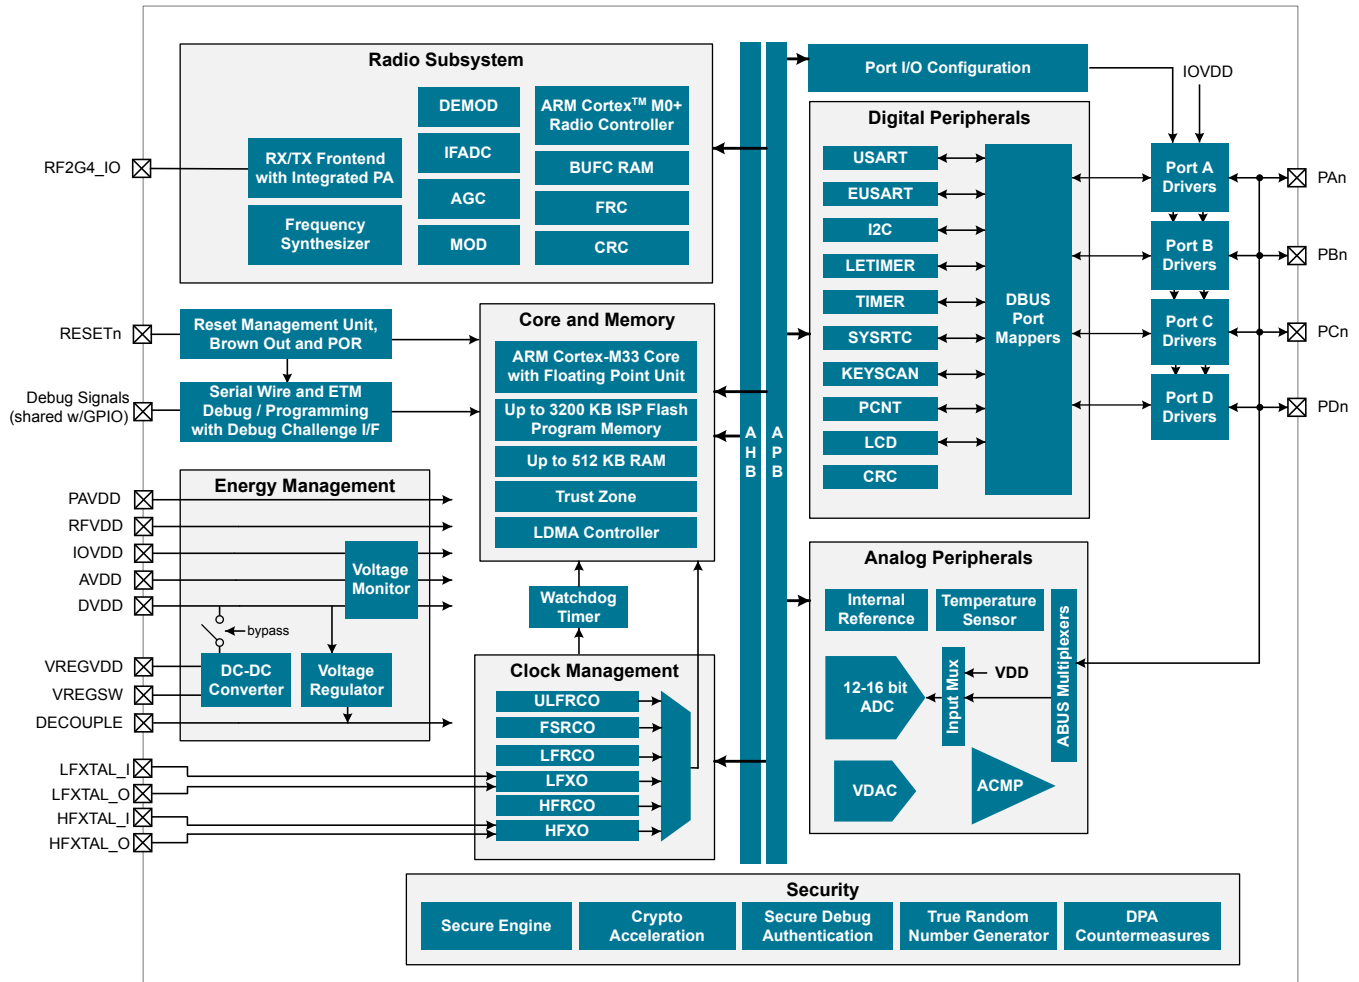 Radio Subsystem
RF2G4_IO
RX/TX Frontend
with Integrated PA
Frequency
Synthesizer
DEMOD
IFADC
AGC
MOD
ARM Cortex™ M0+
Radio Controller
BUFC RAM
FRC
CRC
RESETn
Reset Management Unit,
Brown Out and POR
Debug Signals
(shared w/GPIO)
Serial Wire and ETM
Debug / Programming
with Debug Challenge I/F
Core and Memory
ARM Cortex-M33 Core
with Floating Point Unit
Up to 3200 KB ISP Flash
Program Memory
Up to 512 KB RAM
Trust Zone
LDMA Controller
Energy Management
PAVDD
RFVDD
IOVDD
AVDD
DVDD
VREGVDD
VREGSW
DECOUPLE
Voltage
Monitor
bypass
DC-DC
Converter
Voltage
Regulator
Watchdog
Timer
Clock Management
ULFRCO
FSRCO
LFRCO
LFXO
HFRCO
HFXO
LFXTAL_I
LFXTAL_O
HFXTAL_I
HFXTAL_O
A
H
B
A
P
B
Port I/O Configuration
IOVDD
Digital Peripherals
USART
EUSART
I2C
LETIMER
TIMER
SYSRTC
KEYSCAN
PCNT
LCD
CRC
DBUS
Port
Mappers
Port A
Drivers
Port B
Drivers
Port C
Drivers
Port D
Drivers
PAn
PBn
PCn
PDn
Analog Peripherals
Internal
Reference
Temperature
Sensor
12-16 bit
ADC
Input Mux
VDD
ABUS Multiplexers
VDAC
ACMP
Security
Secure Engine
Crypto
Acceleration
Secure Debug
Authentication
True Random
Number Generator
DPA
Countermeasures